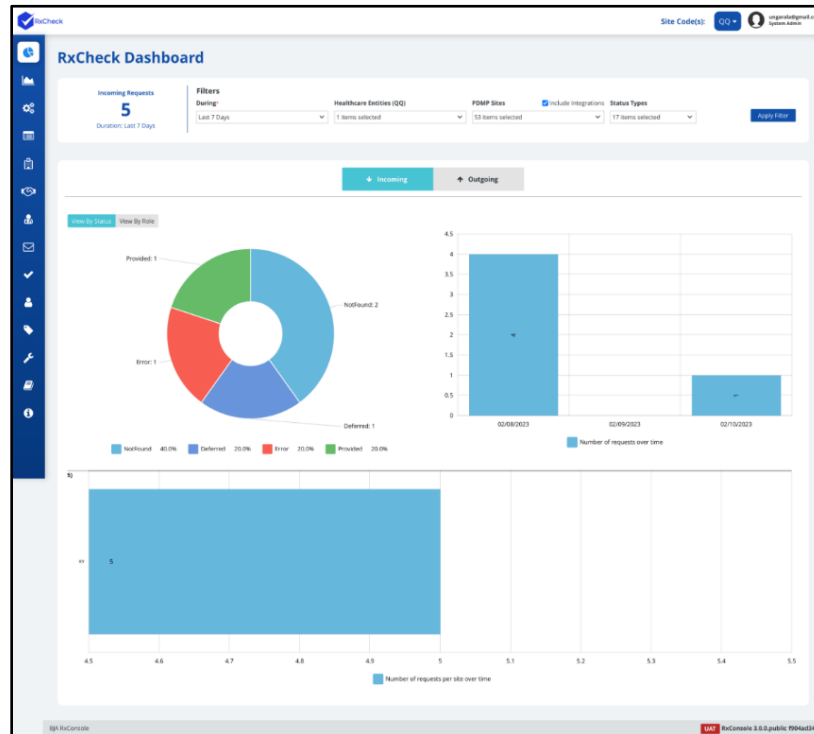 RxCheck
Site Code(s):
QQ
ungarala@gmail.c
System Admin
RxCheck Dashboard
Incoming Requests
5
Duration: Last 7 Days
Filters
During*
Last 7 Days
Healthcare Entities (QQ)
1 items selected
PDMP Sites
Include Integrations
53 items selected
Status Types
17 items selected
Apply Filter
Incoming
Outgoing
View By Status
View By Role
Provided: 1
NotFound: 2
Error: 1
Deferred: 1
NotFound 40.0%
Deferred 20.0%
Error 20.0%
Provided 20.0%
4.5
4
3.5
3
2.5
2
1.5
1
0.5
0
4
1
02/08/2023
02/09/2023
02/10/2023
Number of requests over time
5)
5
4.5
4.6
4.7
4.8
4.9
5
5.1
5.2
5.3
5.4
5.5
Number of requests per site over time
RxConsole
UAT
RxConsole 3.0.0.public f904ad34